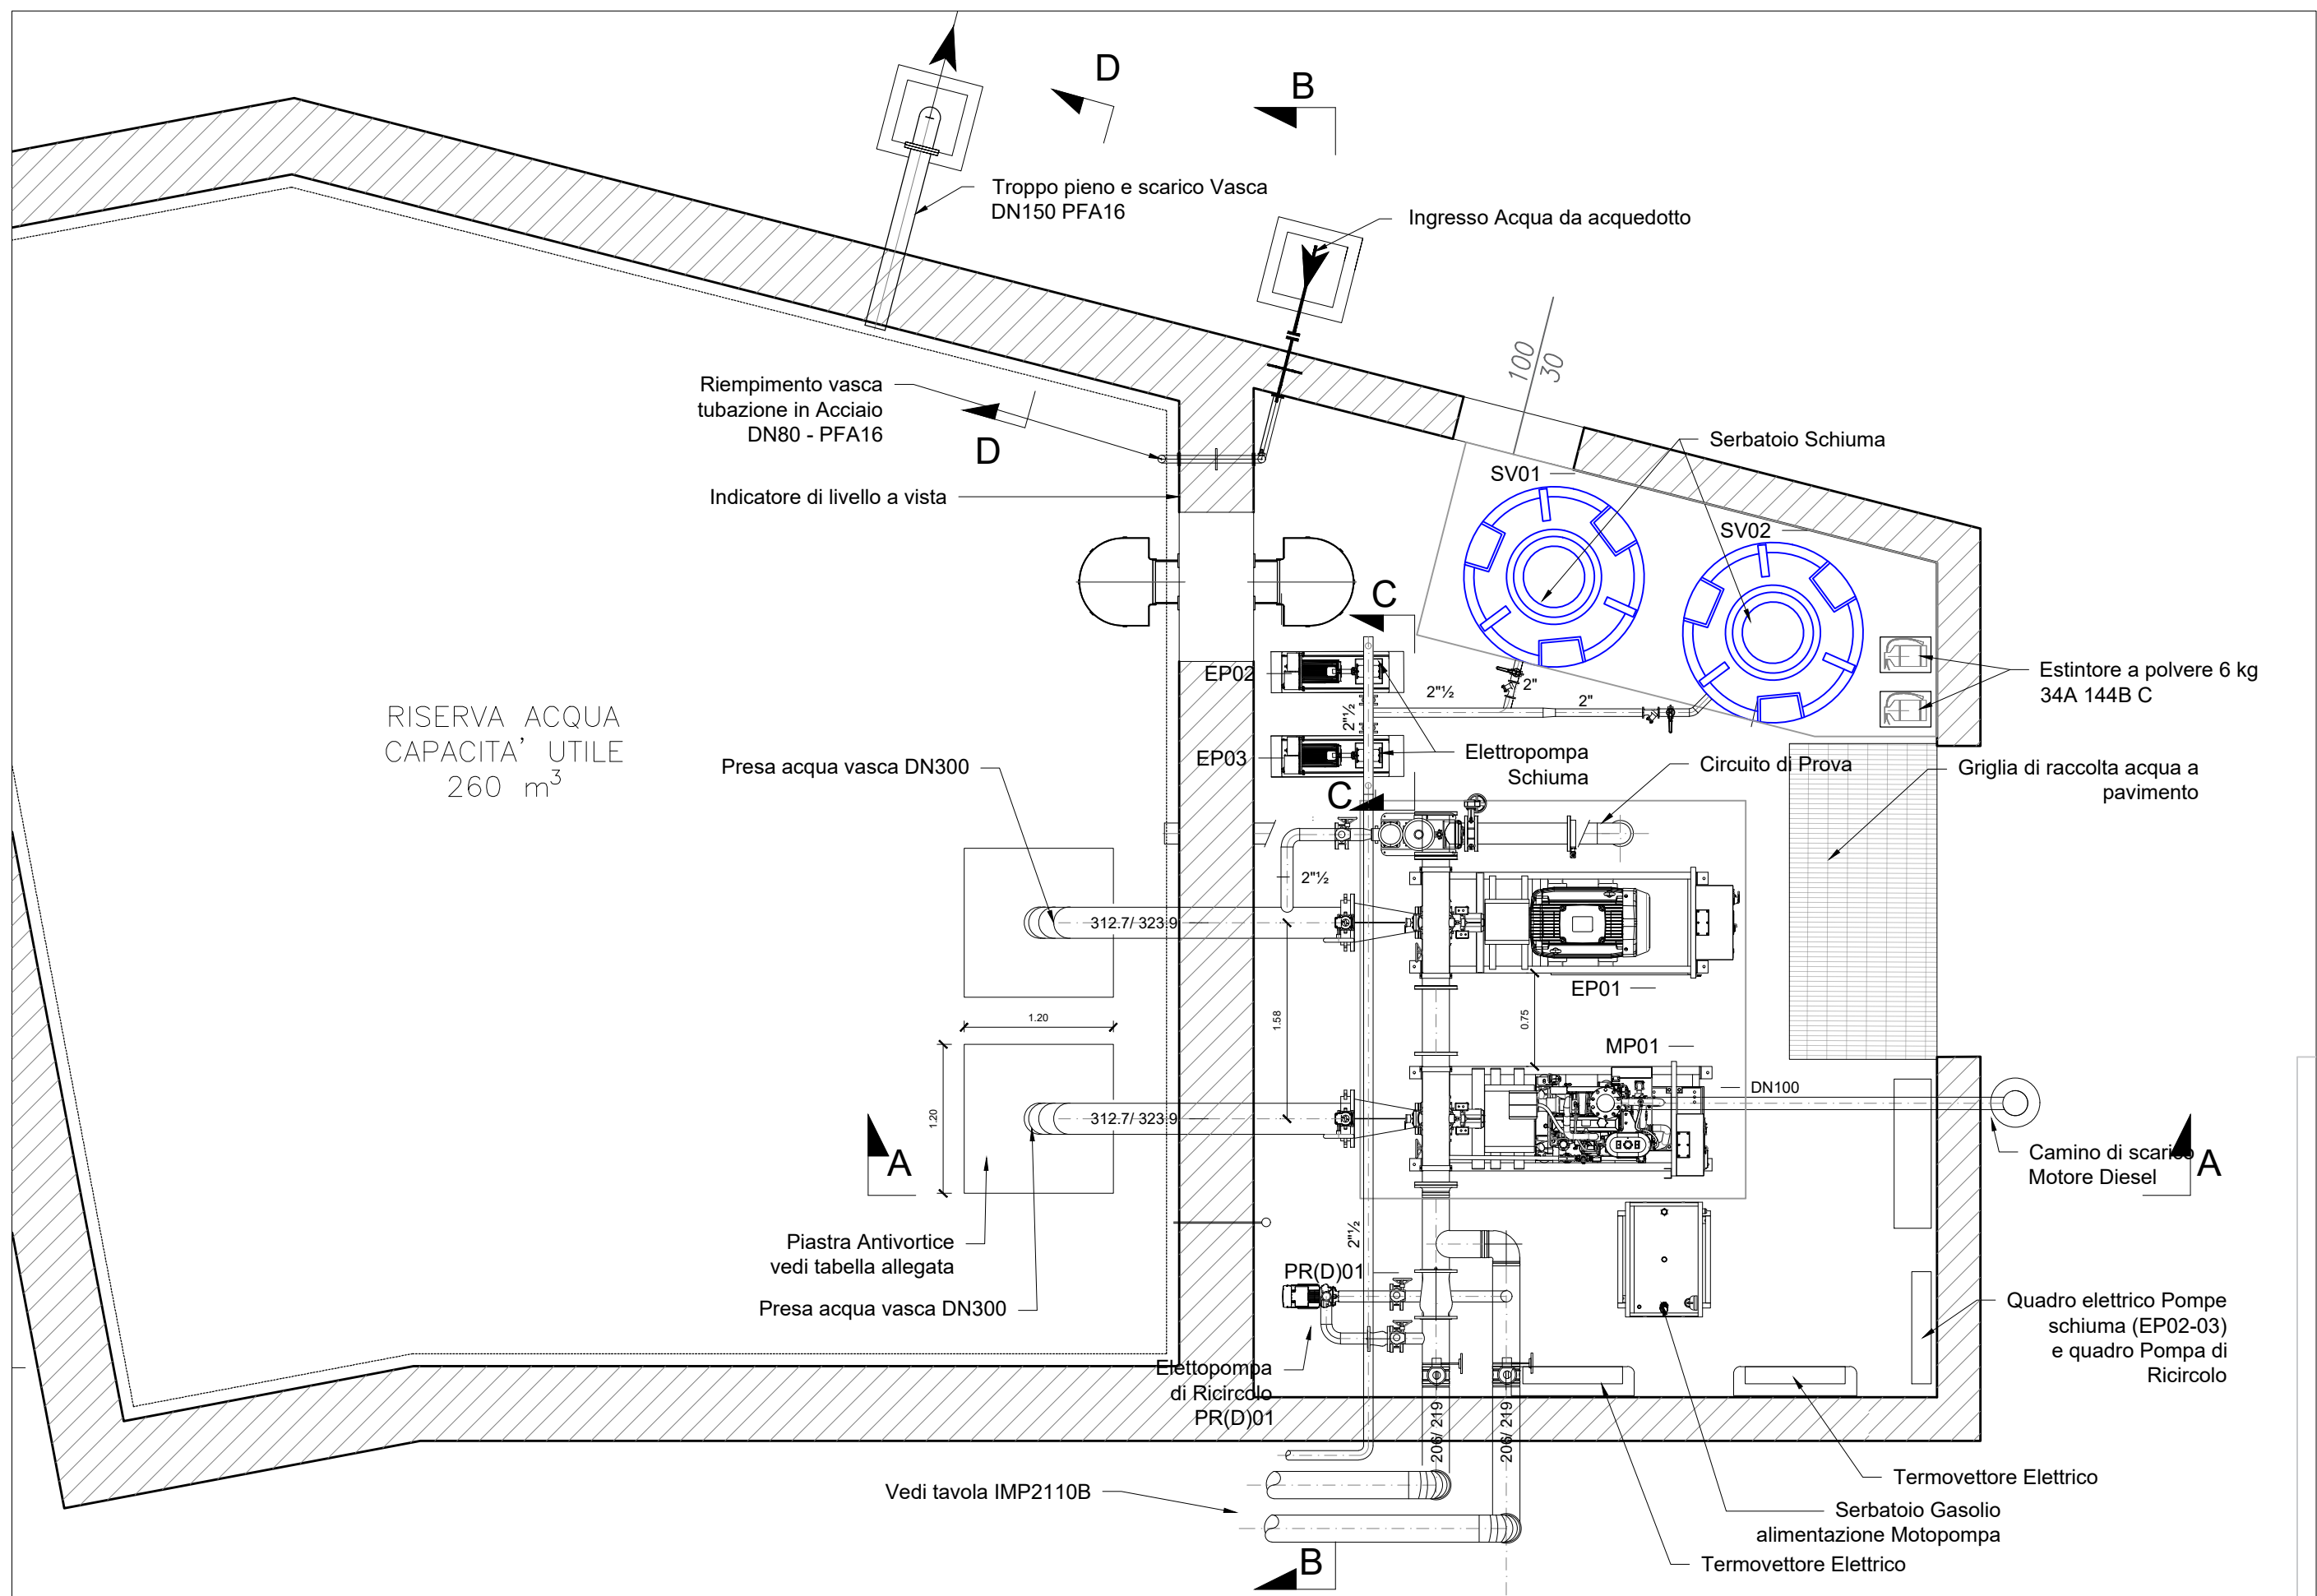 D
B
Troppo pieno e scarico Vasca
DN150 PFA16
Ingresso Acqua da acquedotto
100
30
Riempimento vasca
tubazione in Acciaio
DN80 - PFA16
D
Serbatoio Schiuma
SV01
Indicatore di livello a vista
SV02
C
EP02
2"½
2"
2"
2"½
Estintore a polvere 6 kg
34A 144B C
RISERVA ACQUA
CAPACITA' UTILE
260 m³
EP03
Elettropompa
Schiuma
Presa acqua vasca DN300
Circuito di Prova
Griglia di raccolta acqua a
pavimento
C
2"½
312.7/ 323.9
EP01
1.20
1.58
0.75
MP01
DN100
1.20
312.7/ 323.9
A
Camino di scarico
Motore Diesel
A
Piastra Antivortice
vedi tabella allegata
2"½
PR(D)01
Presa acqua vasca DN300
Quadro elettrico Pompe
schiuma (EP02-03)
e quadro Pompa di
Ricircolo
Elettopompa
di Ricircolo
PR(D)01
206/ 219
206/ 219
Vedi tavola IMP2110B
Termovettore Elettrico
Serbatoio Gasolio
alimentazione Motopompa
Termovettore Elettrico
B